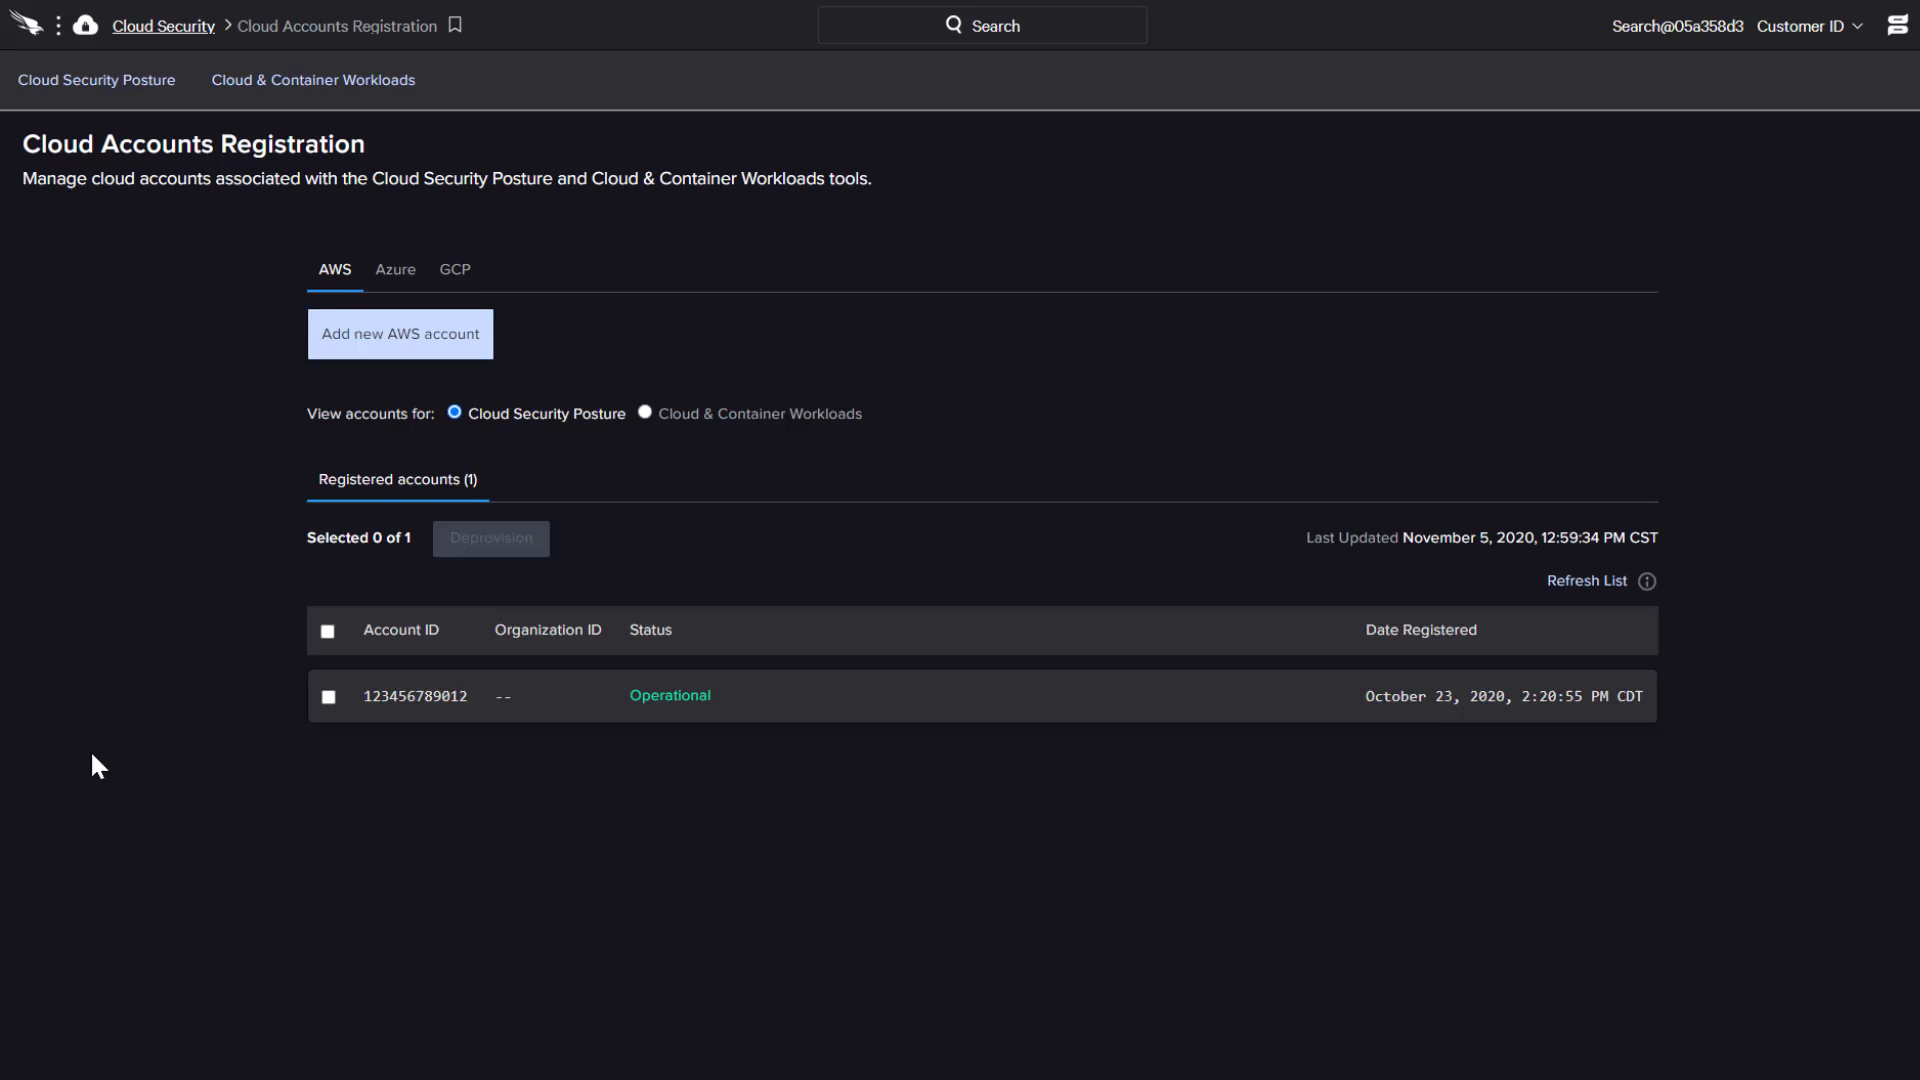 Cloud Security > Cloud Accounts Registration
Search
Search@05a358d3 Customer ID
Cloud Security Posture Cloud & Container Workloads
Cloud Accounts Registration
Manage cloud accounts associated with the Cloud Security Posture and Cloud & Container Workloads tools.
AWS Azure GCP
Add new AWS account
View accounts for: Cloud Security Posture Cloud & Container Workloads
Registered accounts (1)
Selected 0 of 1 Deprovision Last Updated November 5, 2020, 12:59:34 PM CST
Refresh List
Account ID Organization ID Status Date Registered
123456789012 -- Operational October 23, 2020, 2:20:55 PM CDT